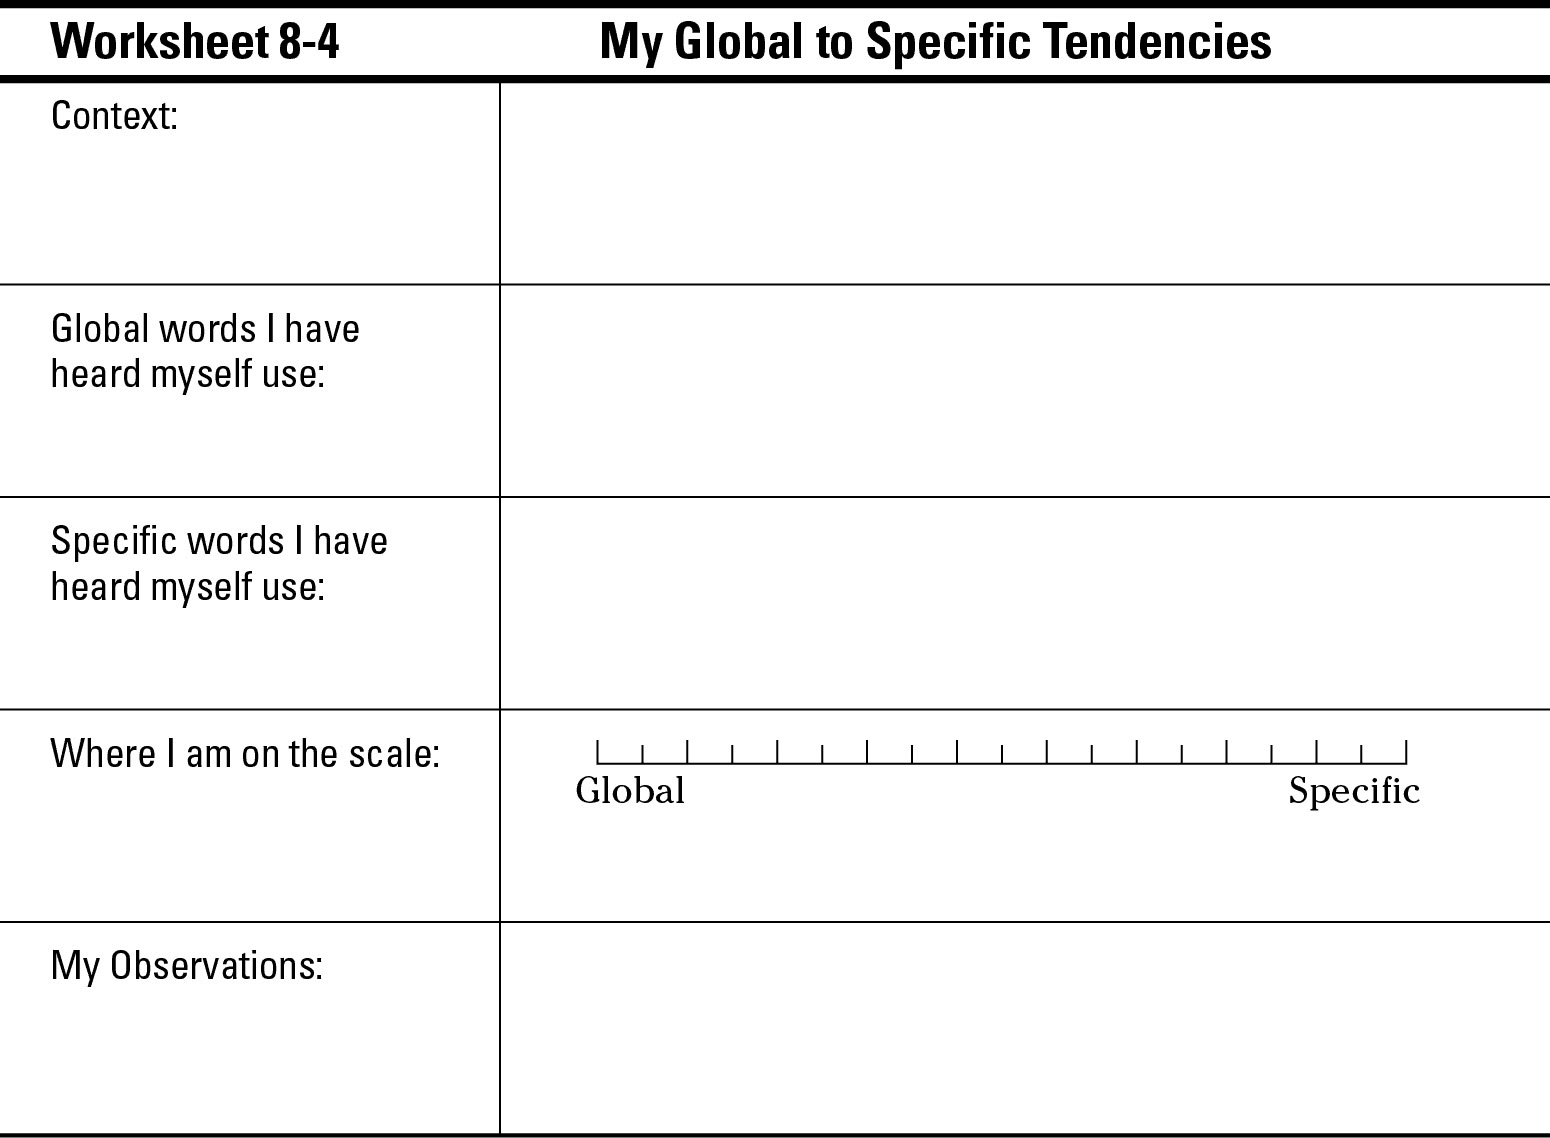 Worksheet 8-4 My Global to Specific Tendencies
Context:
Global words I have
heard myself use:
Specific words I have
heard myself use:
Where I am on the scale:
Global Specific
My Observations: